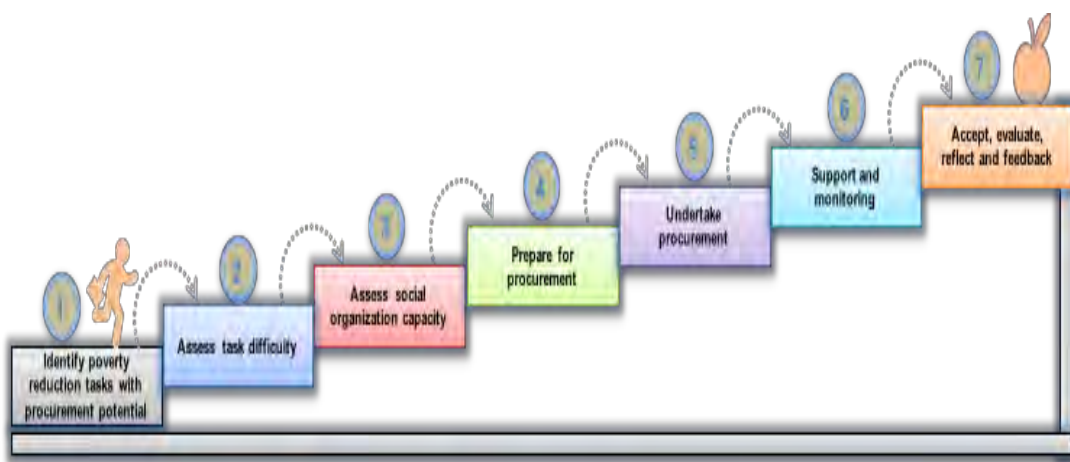 1
Identify poverty
reduction tasks with
procurement potential
2
Assess task difficulty
3
Assess social
organization capacity
4
Prepare for
procurement
5
Undertake
procurement
6
Support and
monitoring
7
Accept, evaluate,
reflect and feedback